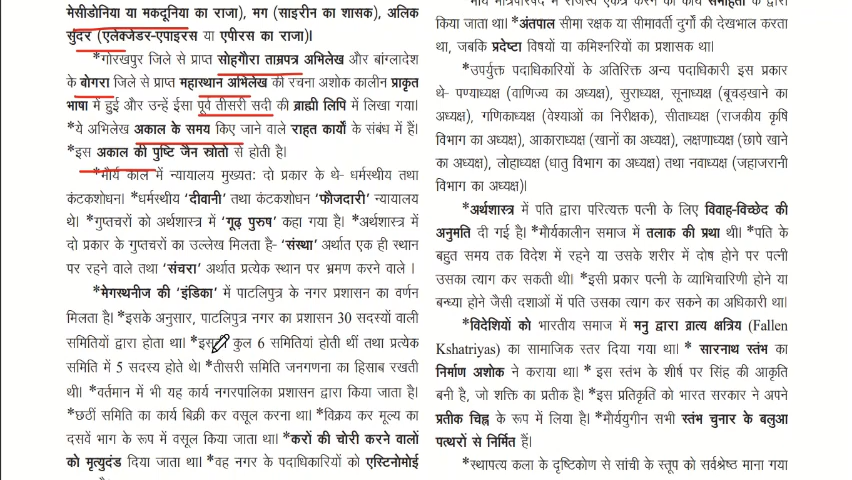 मेसीडोनिया या मकदूनिया का राजा), मग (साइरीन का शासक), अलिक
सुंदर (एलेक्जेंडर-एपाइरस या एपीरस का राजा)।
*गोरखपुर जिले से प्राप्त सोहगौरा ताम्रपत्र अभिलेख और बांग्लादेश
के बोगरा जिले से प्राप्त महास्थान अभिलेख की रचना अशोक कालीन प्राकृत
भाषा में हुई और उन्हें ईसा पूर्व तीसरी सदी की ब्राह्मी लिपि में लिखा गया।
*ये अभिलेख अकाल के समय किए जाने वाले राहत कार्यों के संबंध में हैं।
*इस अकाल की पुष्टि जैन स्रोतो से होती है।
*मौर्य काल में न्यायालय मुख्यत: दो प्रकार के थे- धर्मस्थीय तथा
कंटकशोधन। *धर्मस्थीय ‘दीवानी’ तथा कंटकशोधन ‘फौजदारी’ न्यायालय
थे। *गुप्तचरों को अर्थशास्त्र में ‘गूढ़ पुरुष’ कहा गया है। *अर्थशास्त्र में
दो प्रकार के गुप्तचरों का उल्लेख मिलता है- ‘संस्था’ अर्थात एक ही स्थान
पर रहने वाले तथा ‘संचरा’ अर्थात प्रत्येक स्थान पर भ्रमण करने वाले ।
*मेगस्थनीज की ‘इंडिका’ में पाटलिपुत्र के नगर प्रशासन का वर्णन
मिलता है। *इसके अनुसार, पाटलिपुत्र नगर का प्रशासन 30 सदस्यों वाली
समितियों द्वारा होता था। कुल 6 समितियां होती थीं तथा प्रत्येक
समिति में 5 सदस्य होते थे। *तीसरी समिति जनगणना का हिसाब रखती
थी। *वर्तमान में भी यह कार्य नगरपालिका प्रशासन द्वारा किया जाता है।
*छठीं समिति का कार्य बिक्री कर वसूल करना था। *विक्रय कर मूल्य का
दसवें भाग के रूप में वसूल किया जाता था। *करों की चोरी करने वालों
को मृत्युदंड दिया जाता था। *वह नगर के पदाधिकारियों को एस्टिनोमोई
किया जाता था। *अंतपाल सीमा रक्षक या सीमावर्ती दुर्गों की देखभाल करता
था, जबकि प्रदेष्टा विषयों या कमिश्नरियों का प्रशासक था।
*उपर्युक्त पदाधिकारियों के अतिरिक्त अन्य पदाधिकारी इस प्रकार
थे- पण्याध्यक्ष (वाणिज्य का अध्यक्ष), सुराध्यक्ष, सूनाध्यक्ष (बूचड़खाने का
अध्यक्ष), गणिकाध्यक्ष (वेश्याओं का निरीक्षक), सीताध्यक्ष (राजकीय कृषि
विभाग का अध्यक्ष), आकाराध्यक्ष (खानों का अध्यक्ष), लक्षणाध्यक्ष (छापे खाने
का अध्यक्ष), लोहाध्यक्ष (धातु विभाग का अध्यक्ष) तथा नवाध्यक्ष (जहाजरानी
विभाग का अध्यक्ष)।
*अर्थशास्त्र में पति द्वारा परित्यक्त पत्नी के लिए विवाह-विच्छेद की
अनुमति दी गई है। *मौर्यकालीन समाज में तलाक की प्रथा थी। *पति के
बहुत समय तक विदेश में रहने या उसके शरीर में दोष होने पर पत्नी
उसका त्याग कर सकती थी। *इसी प्रकार पत्नी के व्याभिचारिणी होने या
बन्ध्या होने जैसी दशाओं में पति उसका त्याग कर सकने का अधिकारी था।
*विदेशियों को भारतीय समाज में मनु द्वारा व्रात्य क्षत्रिय (Fallen
Kshatriyas) का सामाजिक स्तर दिया गया था। * सारनाथ स्तंभ का
निर्माण अशोक ने कराया था। * इस स्तंभ के शीर्ष पर सिंह की आकृति
बनी है, जो शक्ति का प्रतीक है। *इस प्रतिकृति को भारत सरकार ने अपने
प्रतीक चिह्न के रूप में लिया है। *मौर्ययुगीन सभी स्तंभ चुनार के बलुआ
पत्थरों से निर्मित हैं।
*स्थापत्य कला के दृष्टिकोण से सांची के स्तूप को सर्वश्रेष्ठ माना गया